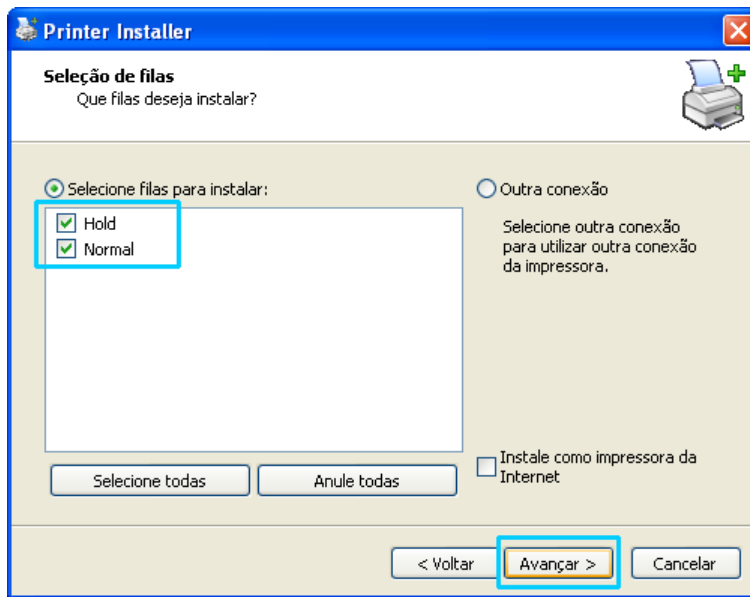 Printer Installer
Seleção de filas
Que filas deseja instalar?
Selecione filas para instalar:
Hold
Normal
Outra conexão
Selecione outra conexão
para utilizar outra conexão
da impressora.
Instale como impressora da
Internet
Selecione todas
Anule todas
< Voltar
Avançar >
Cancelar